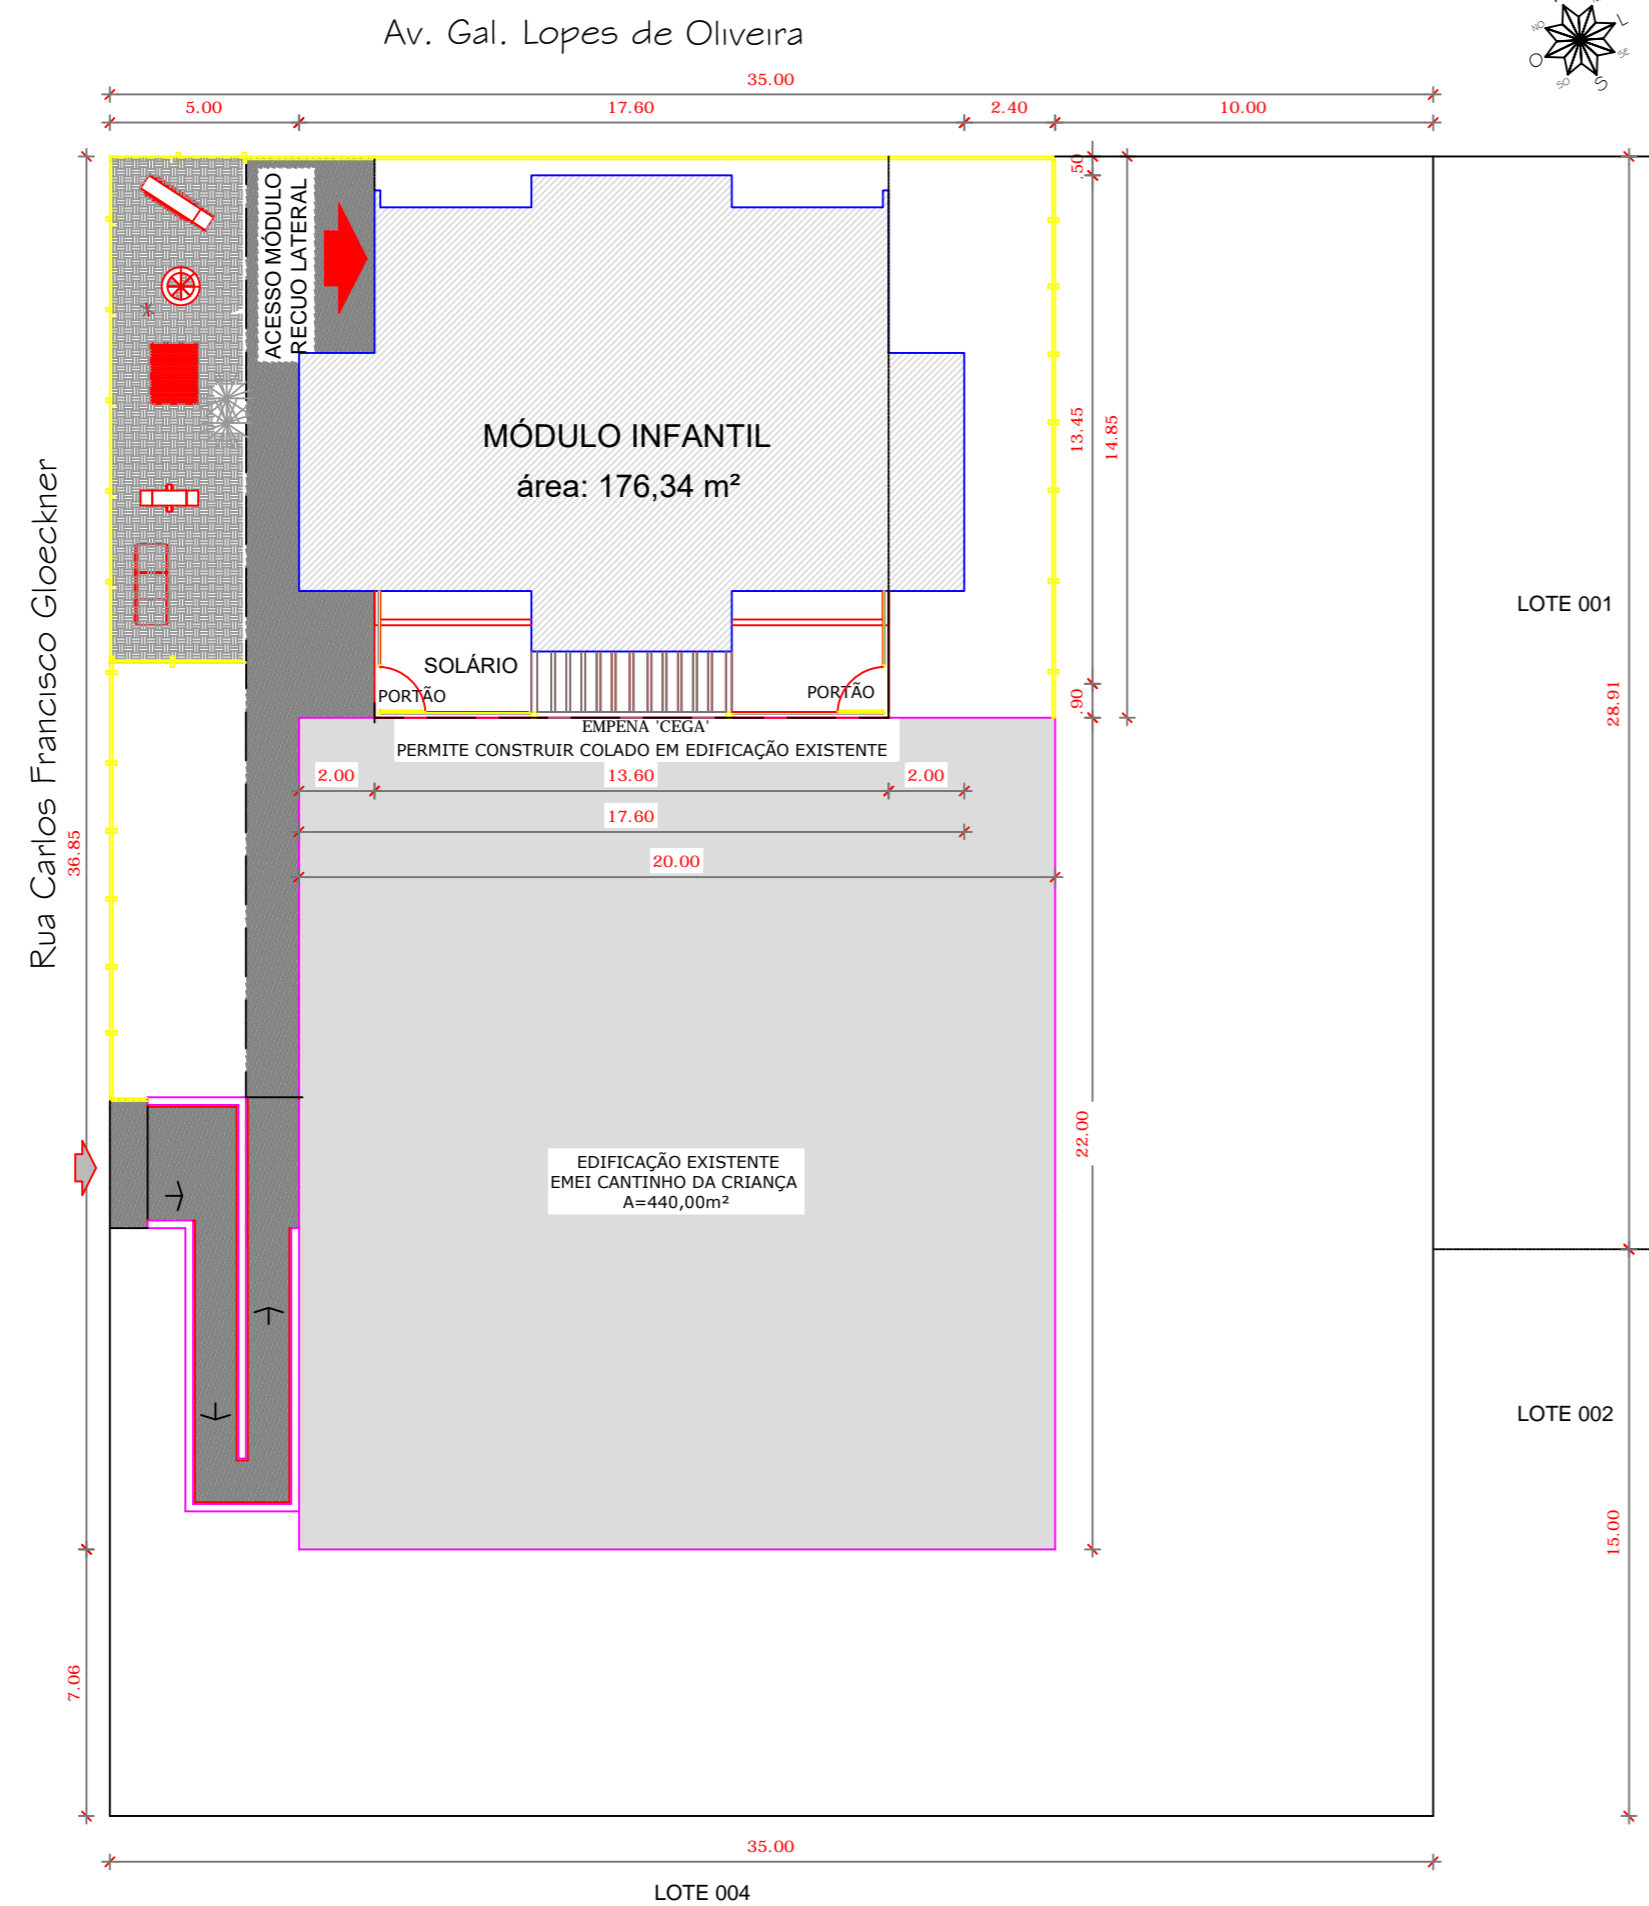 Av. Gal. Lopes de Oliveira
NO
L
O
SE
SO
S
35.00
5.00
17.60
2.40
10.00
.50
ACESSO MÓDULO
RECUO LATERAL
13.45
14.85
MÓDULO INFANTIL
área: 176,34 m²
Rua Carlos Francisco Gloeckner
LOTE 001
SOLÁRIO
PORTÃO
PORTÃO
.90
28.91
EMPENA 'CEGA'
PERMITE CONSTRUIR COLADO EM EDIFICAÇÃO EXISTENTE
2.00
13.60
2.00
17.60
36.85
20.00
22.00
EDIFICAÇÃO EXISTENTE
EMEI CANTINHO DA CRIANÇA
A=440,00m²
LOTE 002
15.00
7.06
35.00
LOTE 004